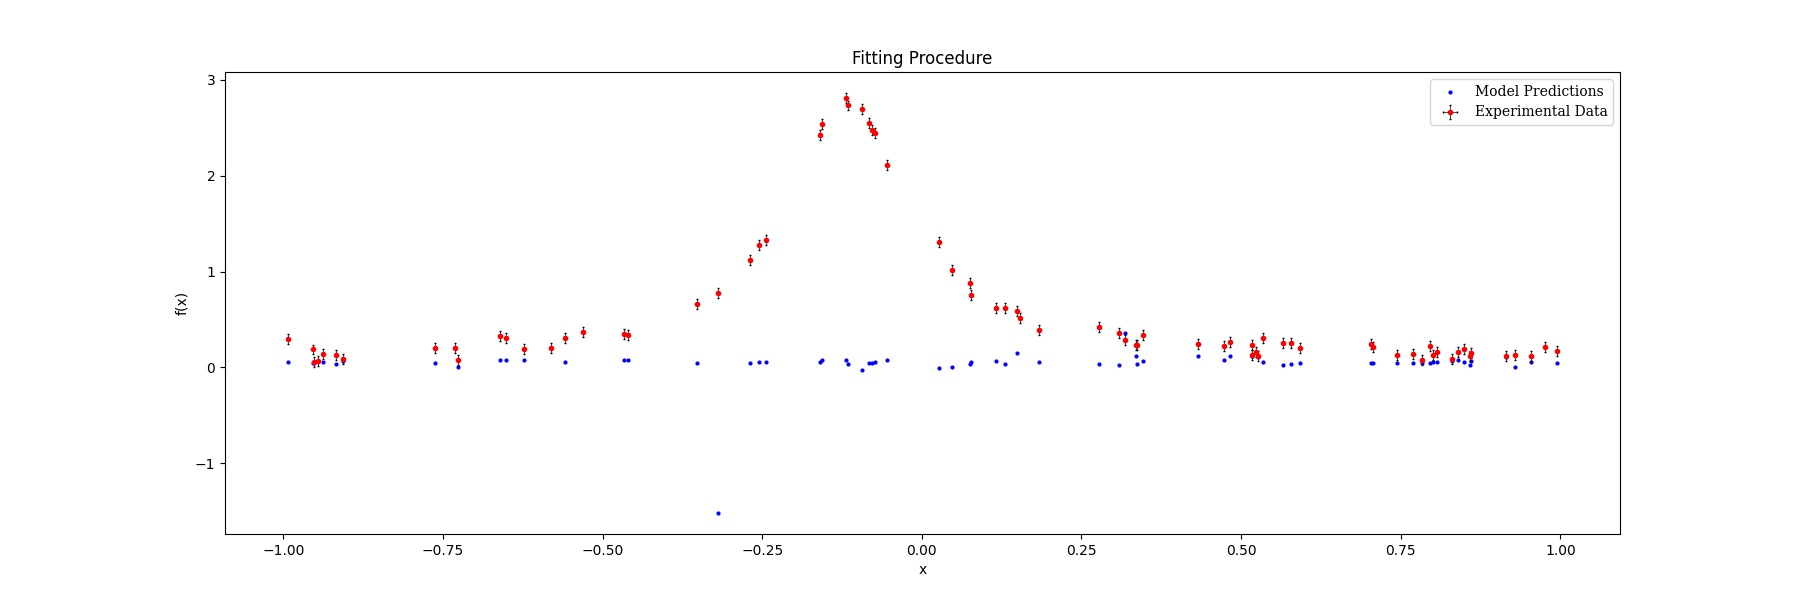 Fitting Procedure
Model Predictions
Experimental Data
f(x)
3
2
1
0
−1
−1.00 −0.75 −0.50 −0.25 0.00 0.25 0.50 0.75 1.00
x